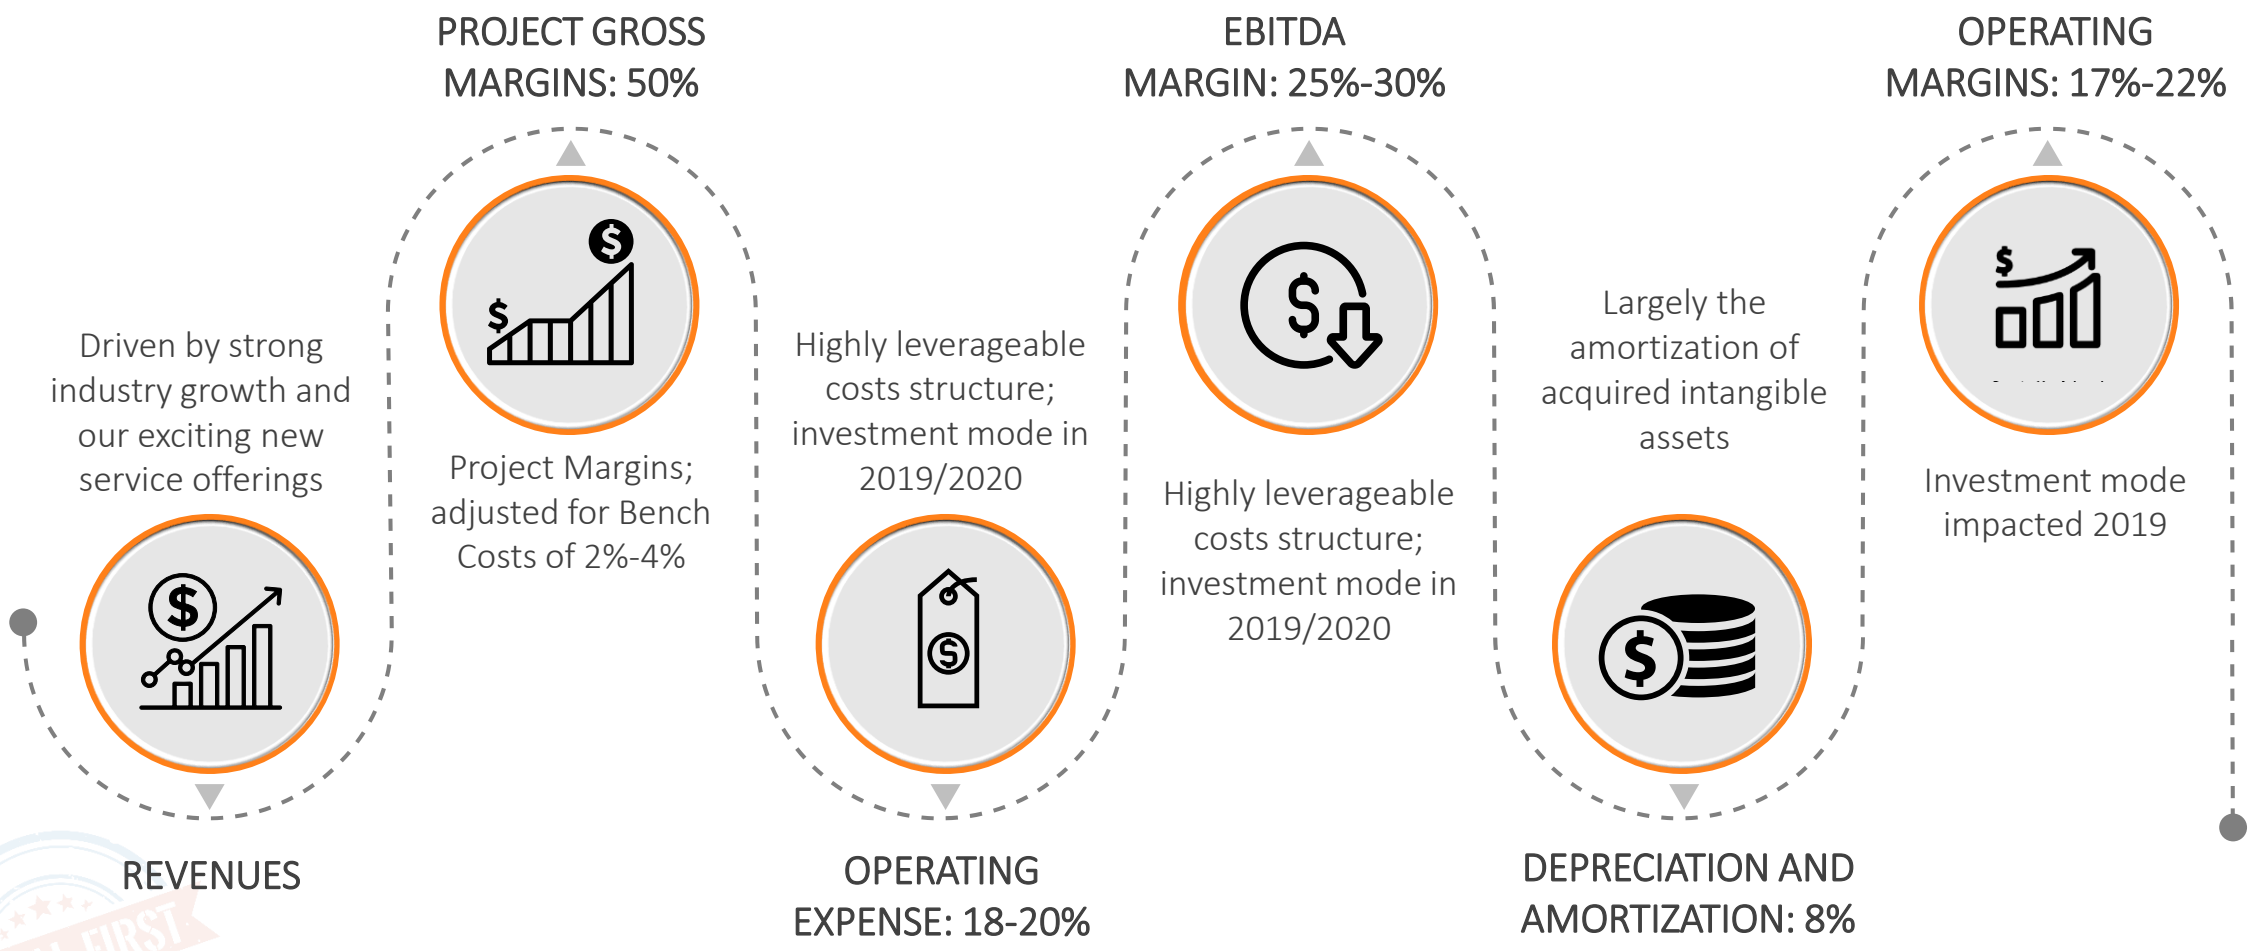 PROJECT GROSS
MARGINS: 50%
EBITDA
MARGIN: 25%-30%
OPERATING
MARGINS: 17%-22%
Driven by strong
industry growth and
our exciting new
service offerings
Project Margins;
adjusted for Bench
Costs of 2%-4%
Highly leverageable
costs structure;
investment mode in
2019/2020
Highly leverageable
costs structure;
investment mode in
2019/2020
Largely the
amortization of
acquired intangible
assets
Investment mode
impacted 2019
REVENUES
OPERATING
EXPENSE: 18-20%
DEPRECIATION AND
AMORTIZATION: 8%
FIRST